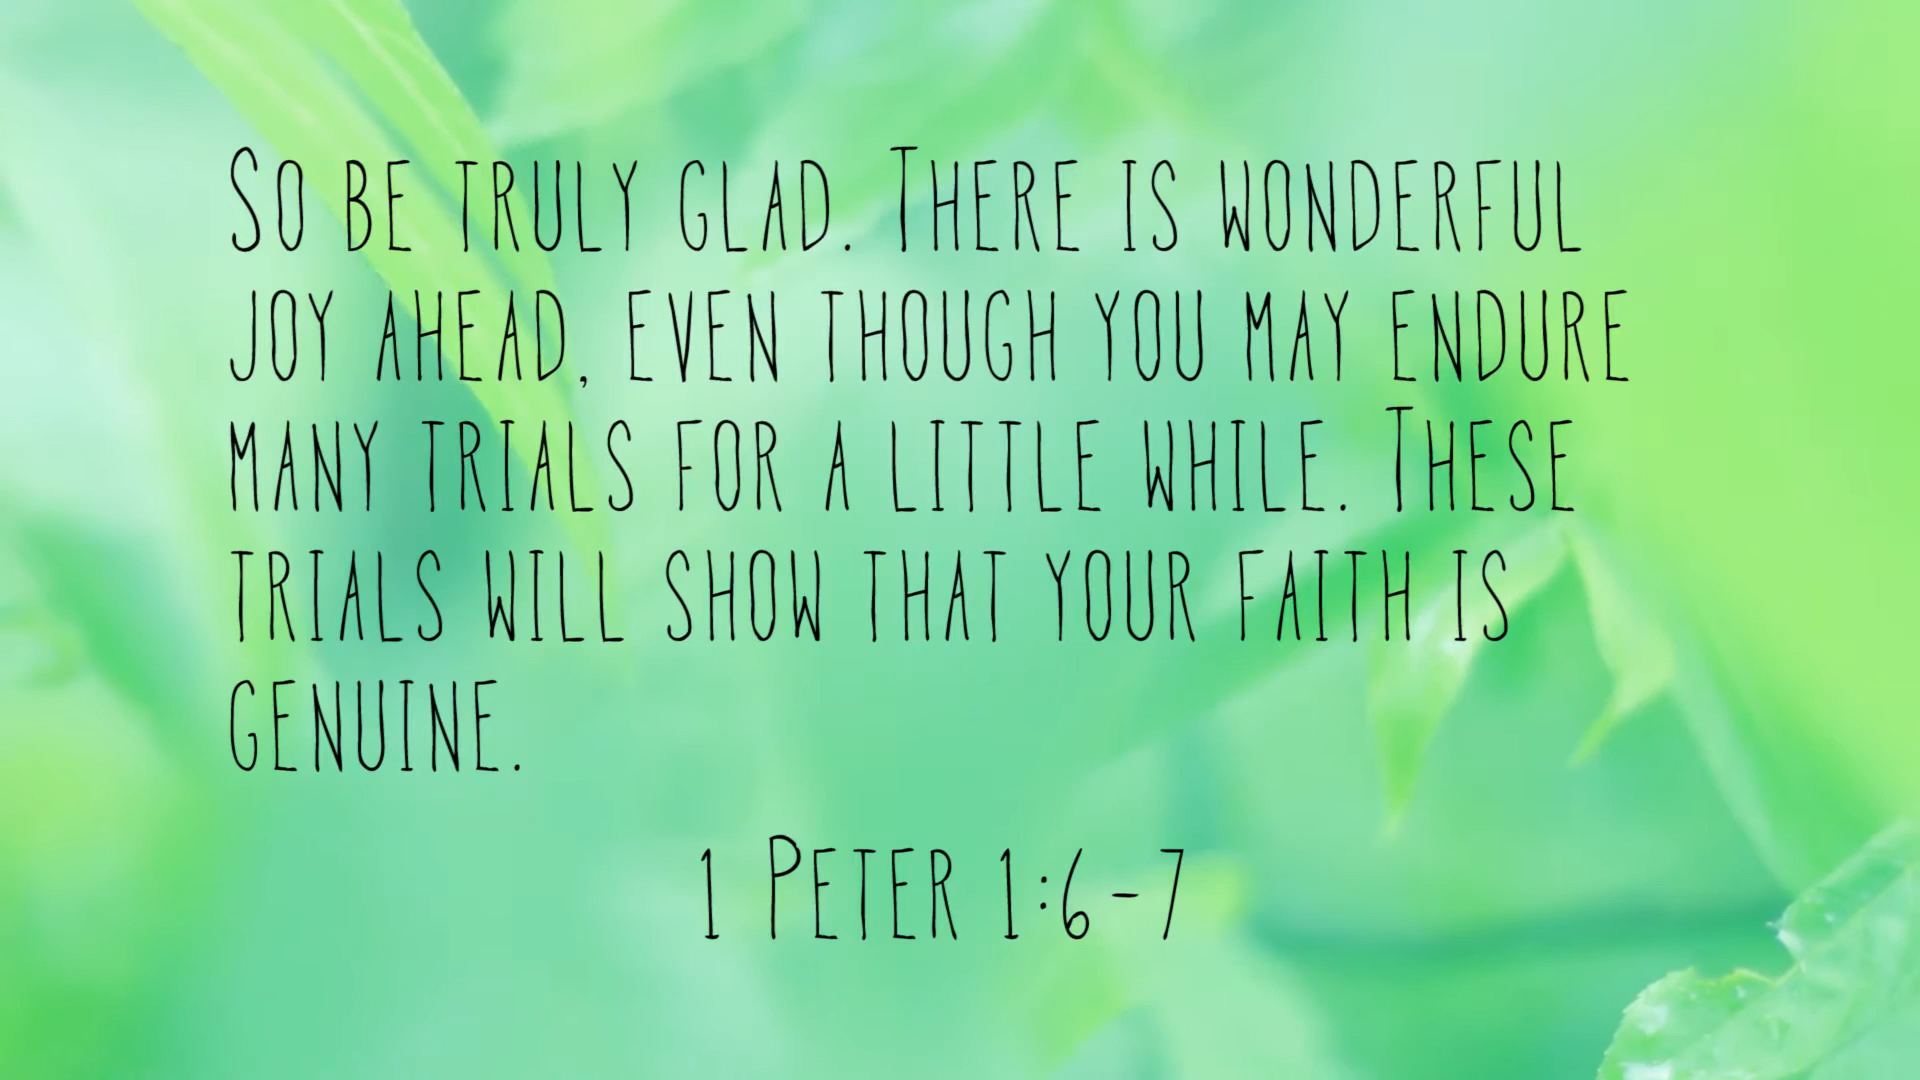 So be truly glad. There is wonderful
joy ahead, even though you may endure
many trials for a little while. These
trials will show that your faith is
genuine.
1 Peter 1:6-7